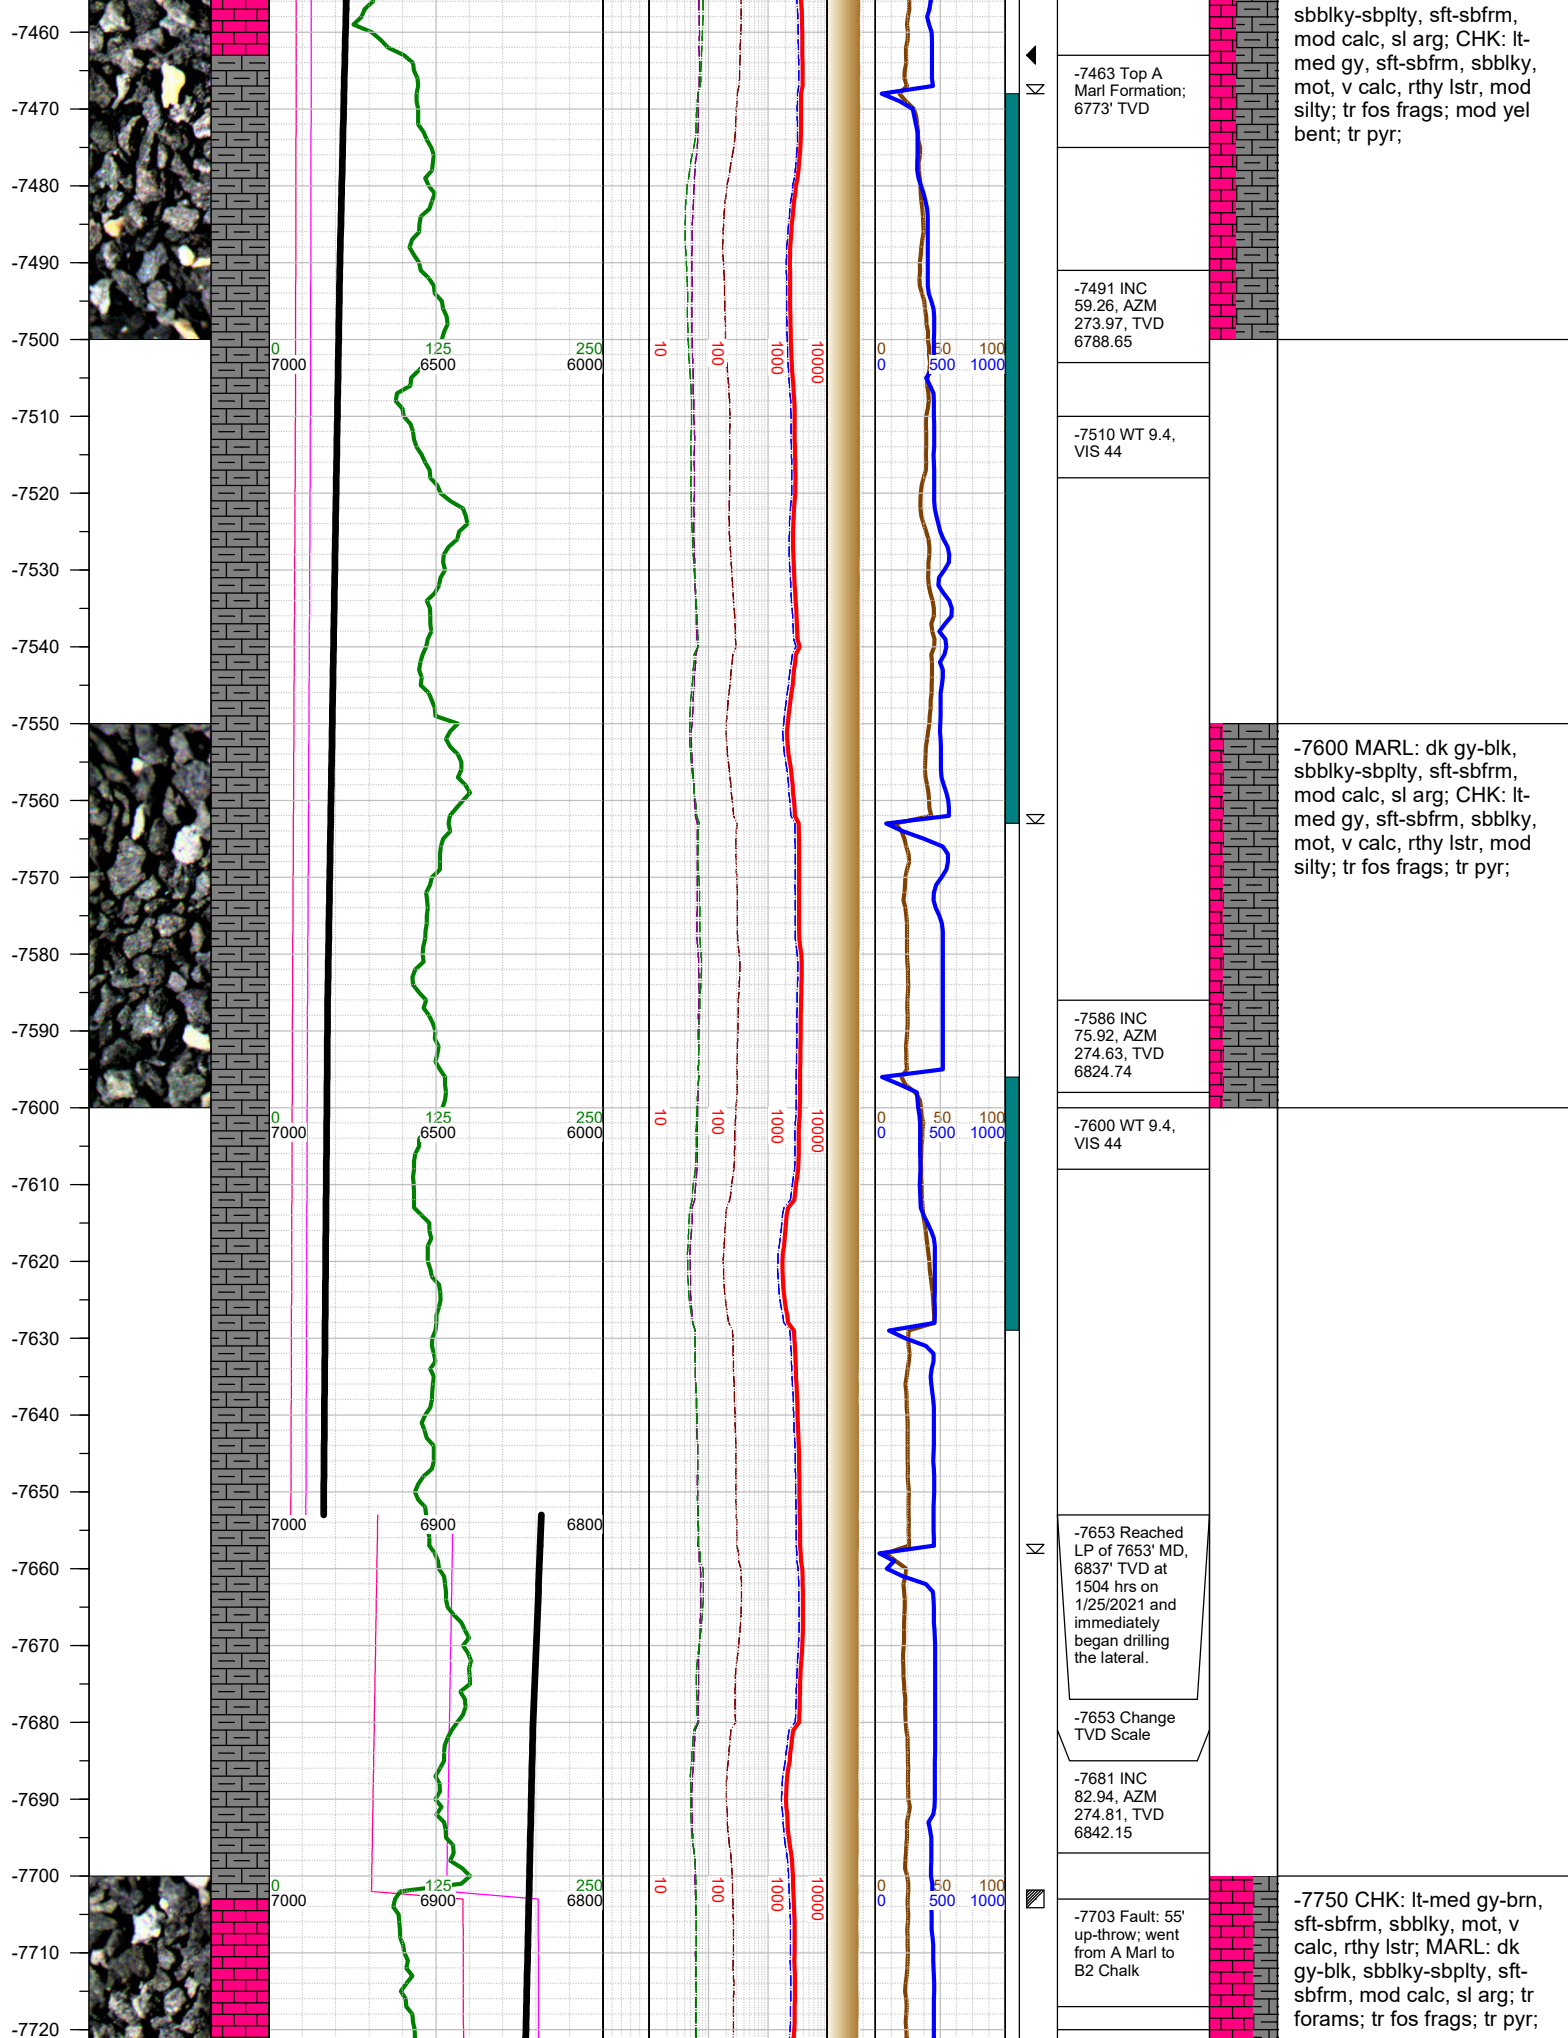 sbblky-sbplty, sft-sbfrm,
mod calc, sl arg; CHK: lt-
med gy, sft-sbfrm, sbblky,
mot, v calc, rthy lstr, mod
silty; tr fos frags; mod yel
bent; tr pyr;
-7460
-7463 Top A
Marl Formation;
6773' TVD
-7470
-7480
-7490
-7491 INC
59.26, AZM
273.97, TVD
6788.65
-7500
0 125 250
7000 6500 6000
10 100 1000 10000
0 50 100
0 500 1000
-7510
-7510 WT 9.4,
VIS 44
-7520
-7530
-7540
-7550
-7600 MARL: dk gy-blk,
sbblky-sbplty, sft-sbfrm,
mod calc, sl arg; CHK: lt-
med gy, sft-sbfrm, sbblky,
mot, v calc, rthy lstr, mod
silty; tr fos frags; tr pyr;
-7560
-7570
-7580
-7590
-7586 INC
75.92, AZM
274.63, TVD
6824.74
-7600
0 125 250
7000 6500 6000
10 100 1000 10000
0 50 100
0 500 1000
-7600 WT 9.4,
VIS 44
-7610
-7620
-7630
-7640
-7650
7000 6900 6800
-7653 Reached
LP of 7653' MD,
6837' TVD at
1504 hrs on
1/25/2021 and
immediately
began drilling
the lateral.
-7660
-7670
-7680
-7653 Change
TVD Scale
-7681 INC
82.94, AZM
274.81, TVD
6842.15
-7690
-7700
0 125 250
7000 6900 6800
10 100 1000 10000
0 50 100
0 500 1000
-7703 Fault: 55'
up-throw; went
from A Marl to
B2 Chalk
-7750 CHK: lt-med gy-brn,
sft-sbfrm, sbblky, mot, v
calc, rthy lstr; MARL: dk
gy-blk, sbblky-sbplty, sft-
sbfrm, mod calc, sl arg; tr
forams; tr fos frags; tr pyr;
-7710
-7720